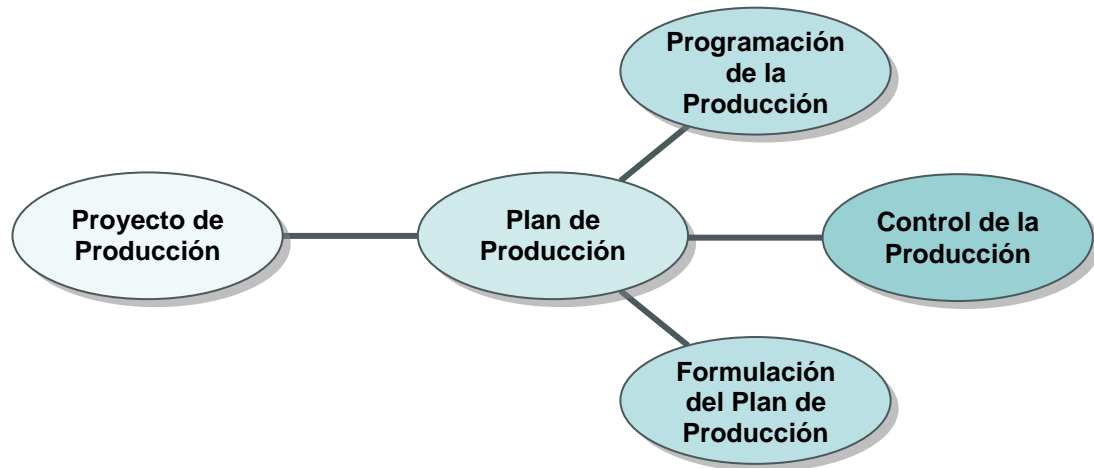 Programación
de la
Producción
Proyecto de
Producción
Plan de
Producción
Control de la
Producción
Formulación
del Plan de
Producción